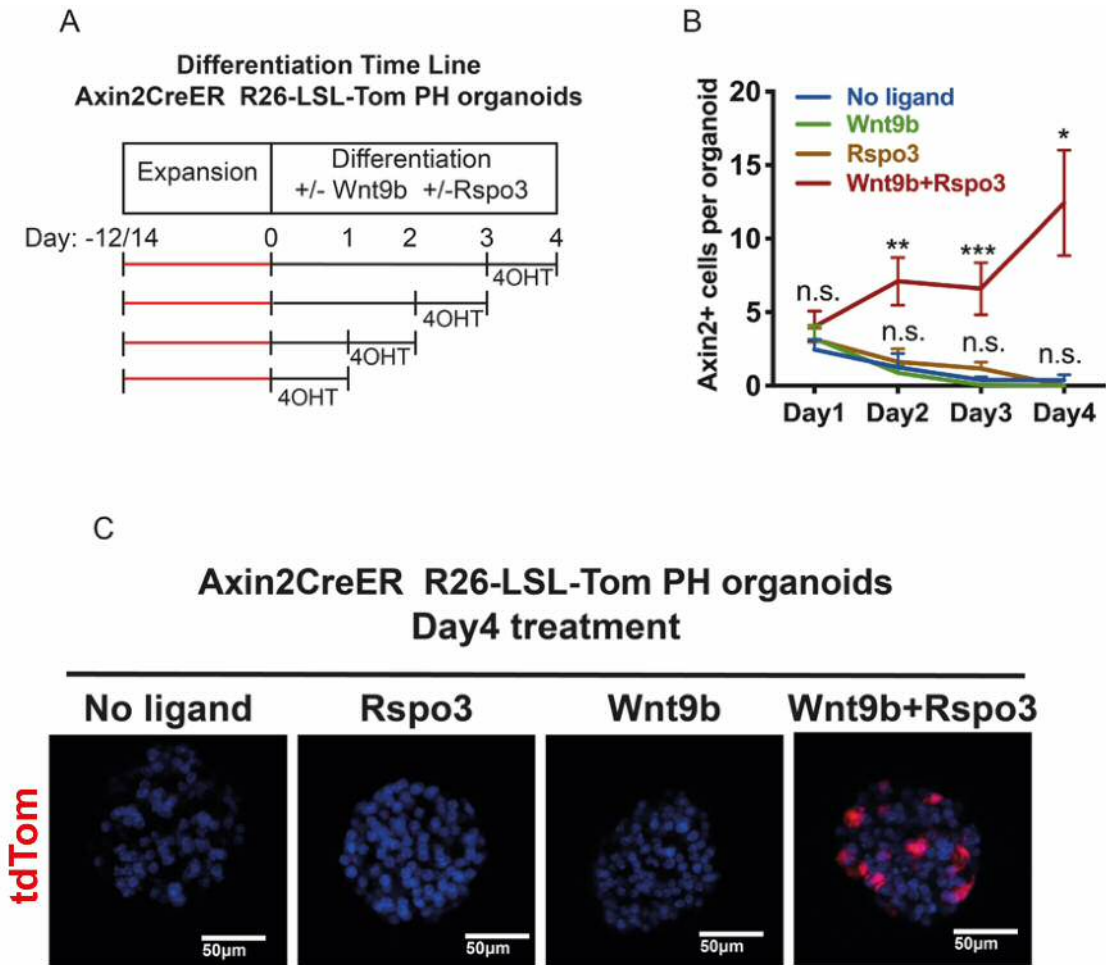 A
Differentiation Time Line
Axin2CreER R26-LSL-Tom PH organoids
Expansion
Differentiation
+/- Wnt9b +/-Rspo3
Day: -12/14 0 1 2 3 4
4OHT
4OHT
4OHT
4OHT
B
Axin2+ cells per organoid
20
15
10
5
0
No ligand
Wnt9b
Rspo3
Wnt9b+Rspo3
n.s.
**
***
*
n.s.
n.s.
n.s.
Day1 Day2 Day3 Day4
C
Axin2CreER R26-LSL-Tom PH organoids
Day4 treatment
No ligand Rspo3 Wnt9b Wnt9b+Rspo3
tdTom
50μm 50μm 50μm 50μm